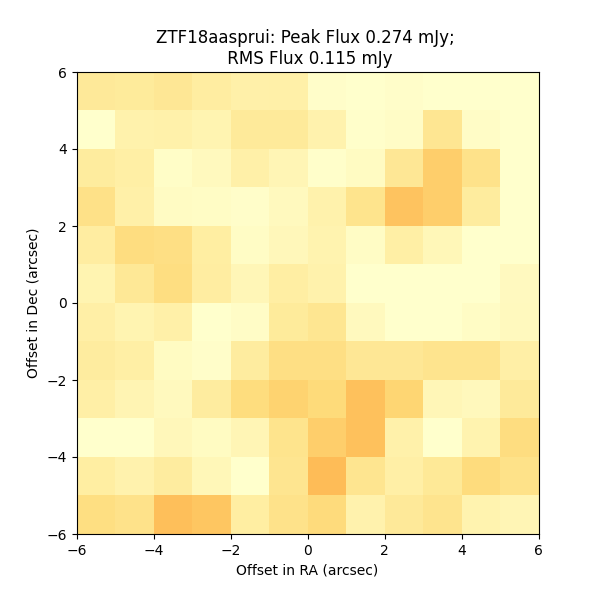 ZTF18aasprui: Peak Flux 0.274 mJy;
RMS Flux 0.115 mJy
6
4
2
0
−2
−4
−6
Offset in Dec (arcsec)
−6 −4 −2 0 2 4 6
Offset in RA (arcsec)